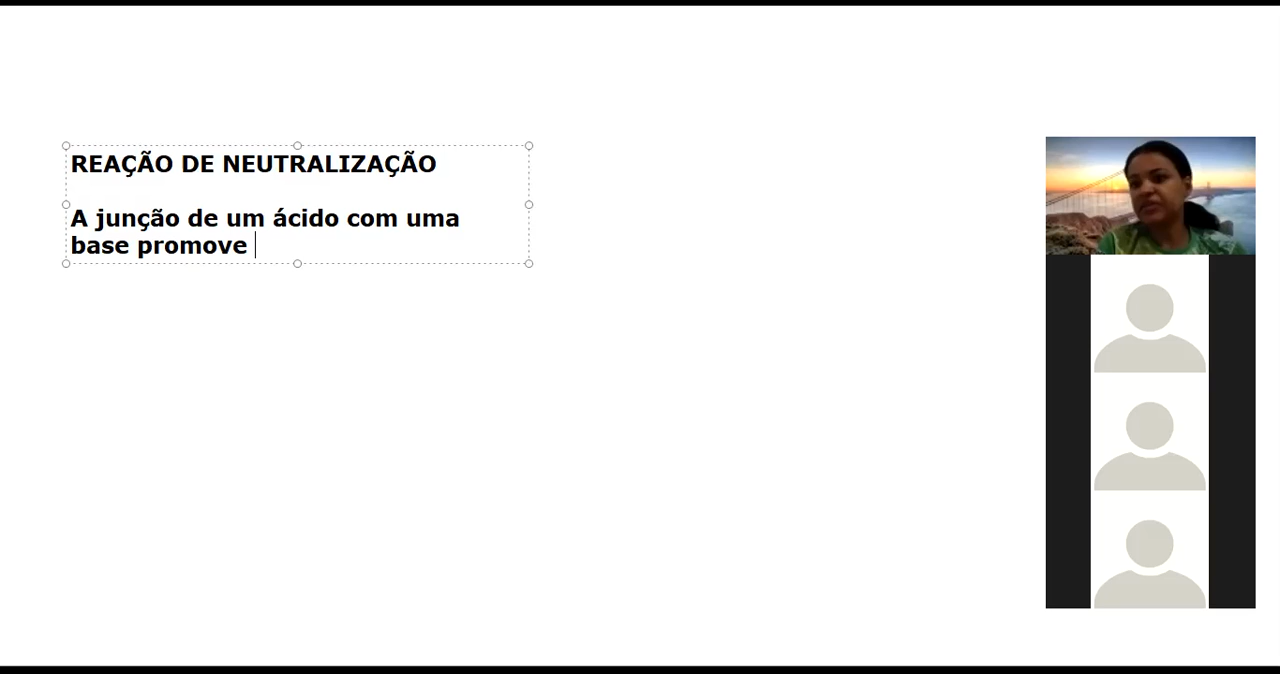 REAÇÃO DE NEUTRALIZAÇÃO
A junção de um ácido com uma
base promove